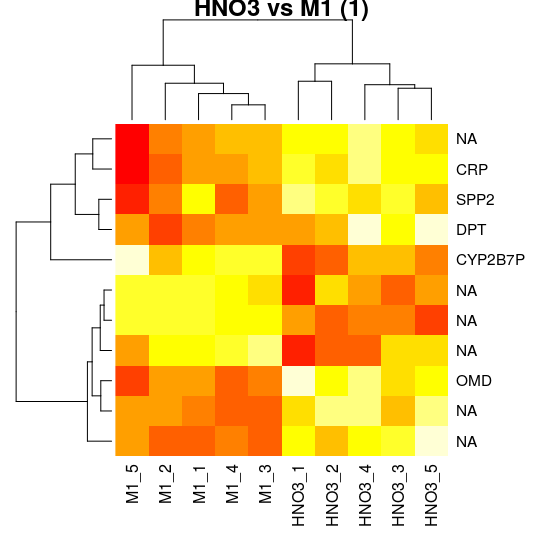 HNO3 vs M1 (1)
NA
CRP
SPP2
DPT
CYP2B7P
NA
NA
NA
OMD
NA
NA
M1_5
M1_2
M1_1
M1_4
M1_3
HNO3_1
HNO3_2
HNO3_4
HNO3_3
HNO3_5